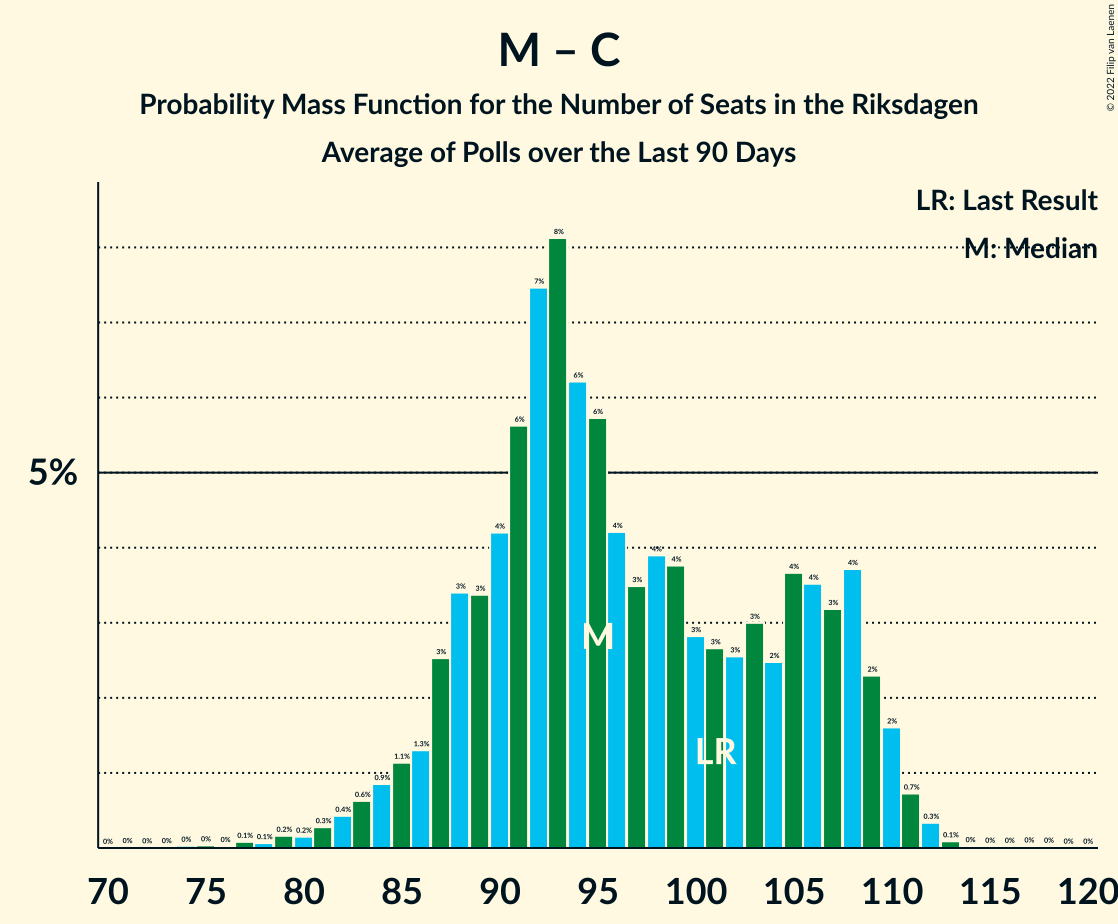 M – C
Probability Mass Function for the Number of Seats in the Riksdagen
Average of Polls over the Last 90 Days
© 2022 Filip van Laenen
LR: Last Result
M: Median
5%
0% 0% 0% 0% 0% 0% 0% 0.1% 0.1% 0.2% 0.2% 0.3% 0.4% 0.6% 0.9% 1.1% 1.3% 3% 3% 3% 4% 6% 7% 8% 6% 6% 4% 3% 4% 4% 3% 3% 3% 3% 2% 4% 4% 3% 4% 2% 2% 0.7% 0.3% 0.1% 0% 0% 0% 0% 0% 0% 0%
M
LR
70 75 80 85 90 95 100 105 110 115 120